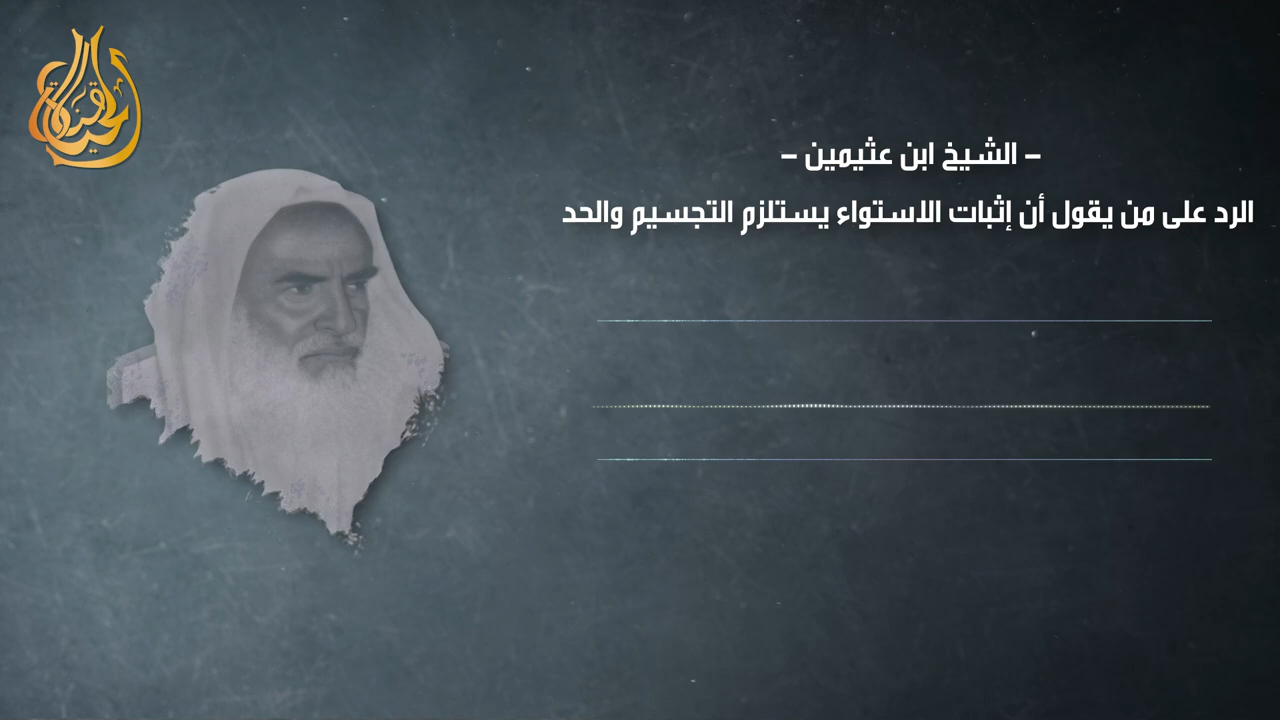 – الشيخ ابن عثيمين –
الرد على من يقول أن إثبات الاستواء يستلزم التجسيم والحد